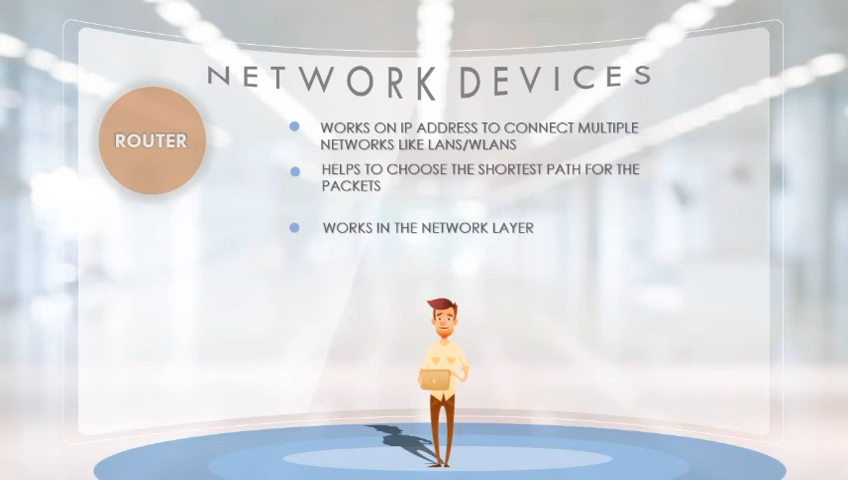 NETWORK DEVICES
ROUTER
WORKS ON IP ADDRESS TO CONNECT MULTIPLE
NETWORKS LIKE LANS/WLANS
HELPS TO CHOOSE THE SHORTEST PATH FOR THE
PACKETS
WORKS IN THE NETWORK LAYER